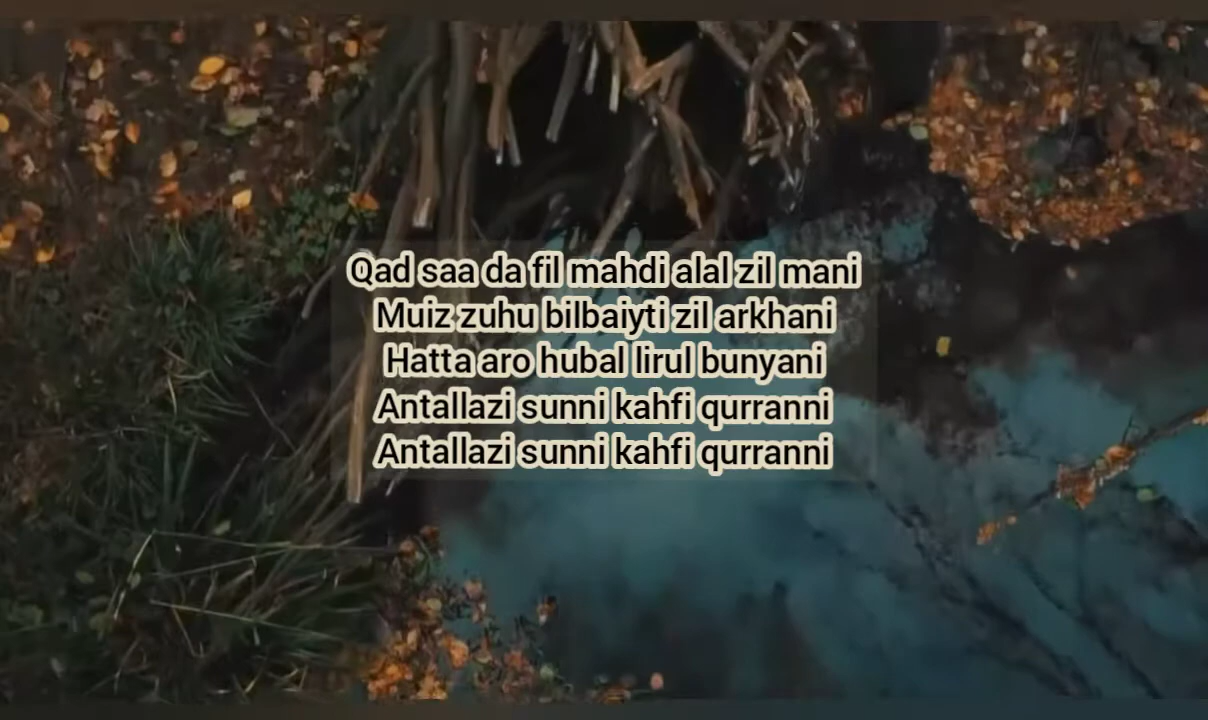 Qad saa da fil mahdi alal zil mani
Muiz zuhu bilbaiyti zil arkhani
Hatta aro hubal lirul bunyani
Antallazi sunni kahfi qurranni
Antallazi sunni kahfi qurranni